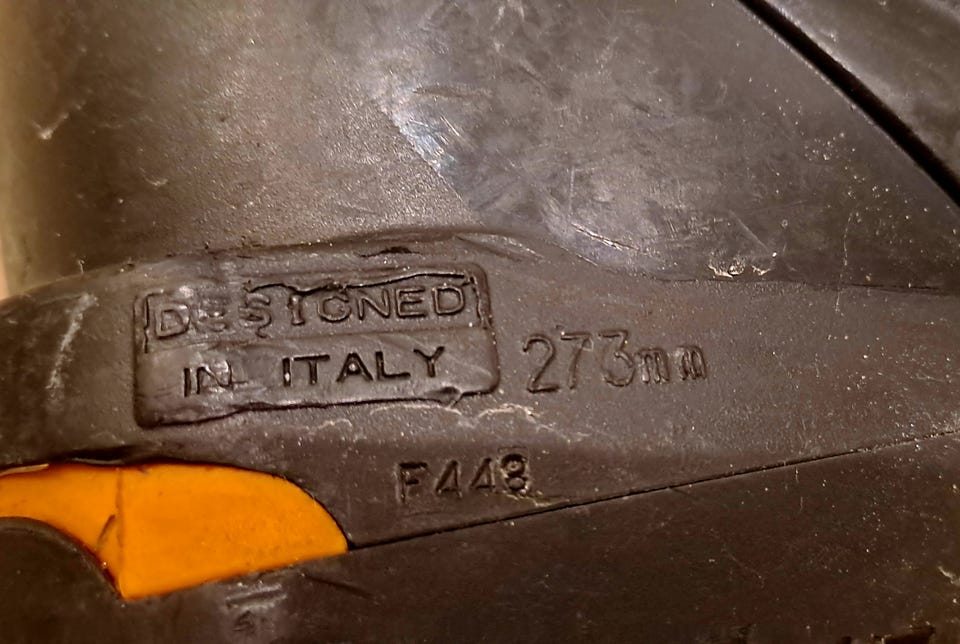 DESIGNED
IN ITALY
273mm
F448